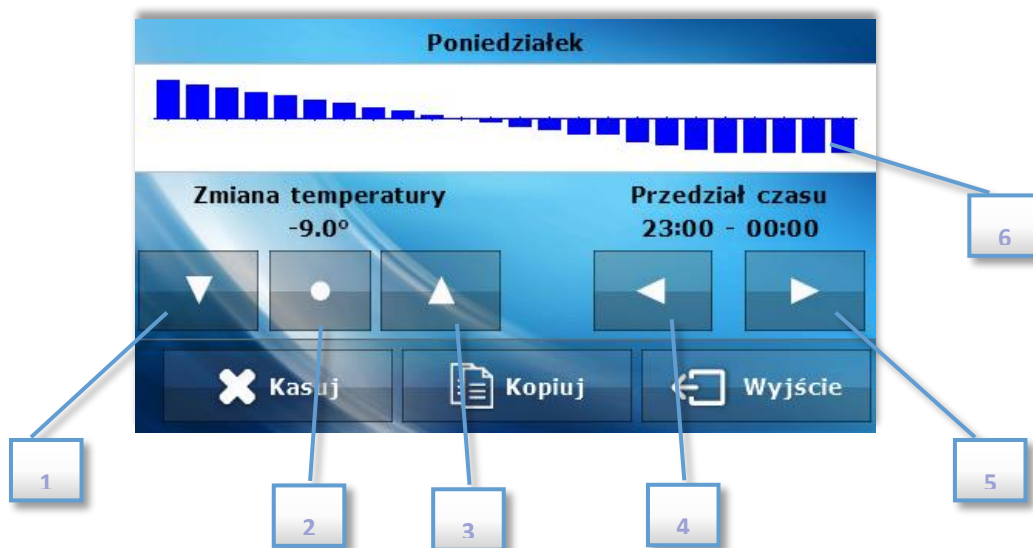 Poniedziałek
Zmiana temperatury
-9.0°
Przedział czasu
23:00 - 00:00
6
Kasuj
Kopiuj
Wyjście
1
2
3
4
5